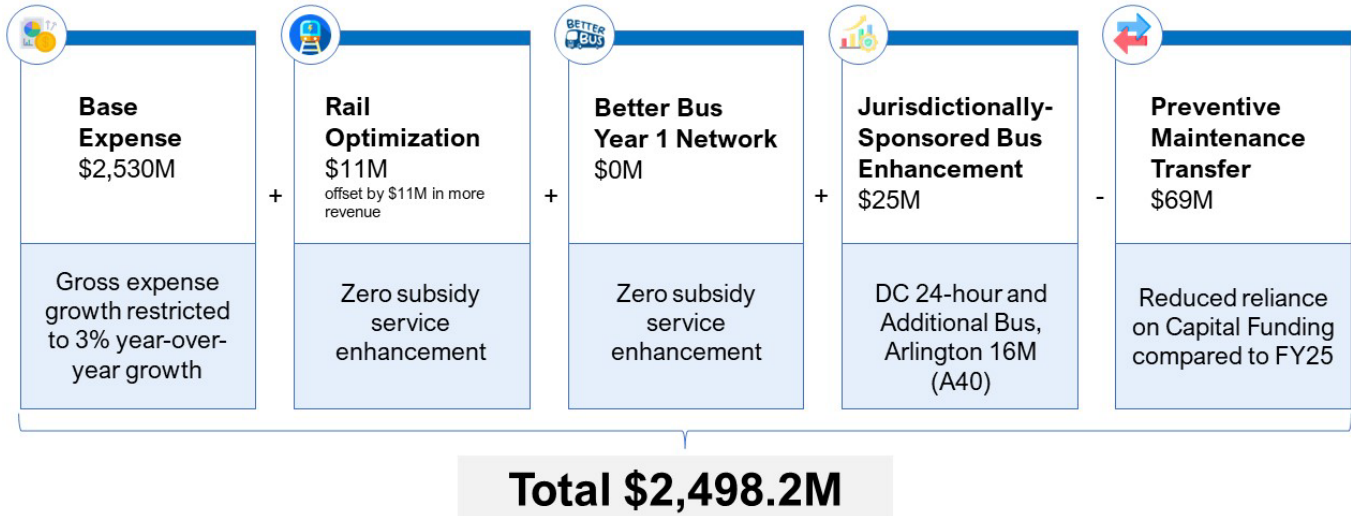 BETTER
BUS
Base
Expense
$2,530M
Gross expense
growth restricted
to 3% year-over-
year growth
+
Rail
Optimization
$11M
offset by $11M in more
revenue
Zero subsidy
service
enhancement
+
Better Bus
Year 1 Network
$0M
Zero subsidy
service
enhancement
+
Jurisdictionally-
Sponsored Bus
Enhancement
$25M
DC 24-hour and
Additional Bus,
Arlington 16M
(A40)
-
Preventive
Maintenance
Transfer
$69M
Reduced reliance
on Capital Funding
compared to FY25
Total $2,498.2M